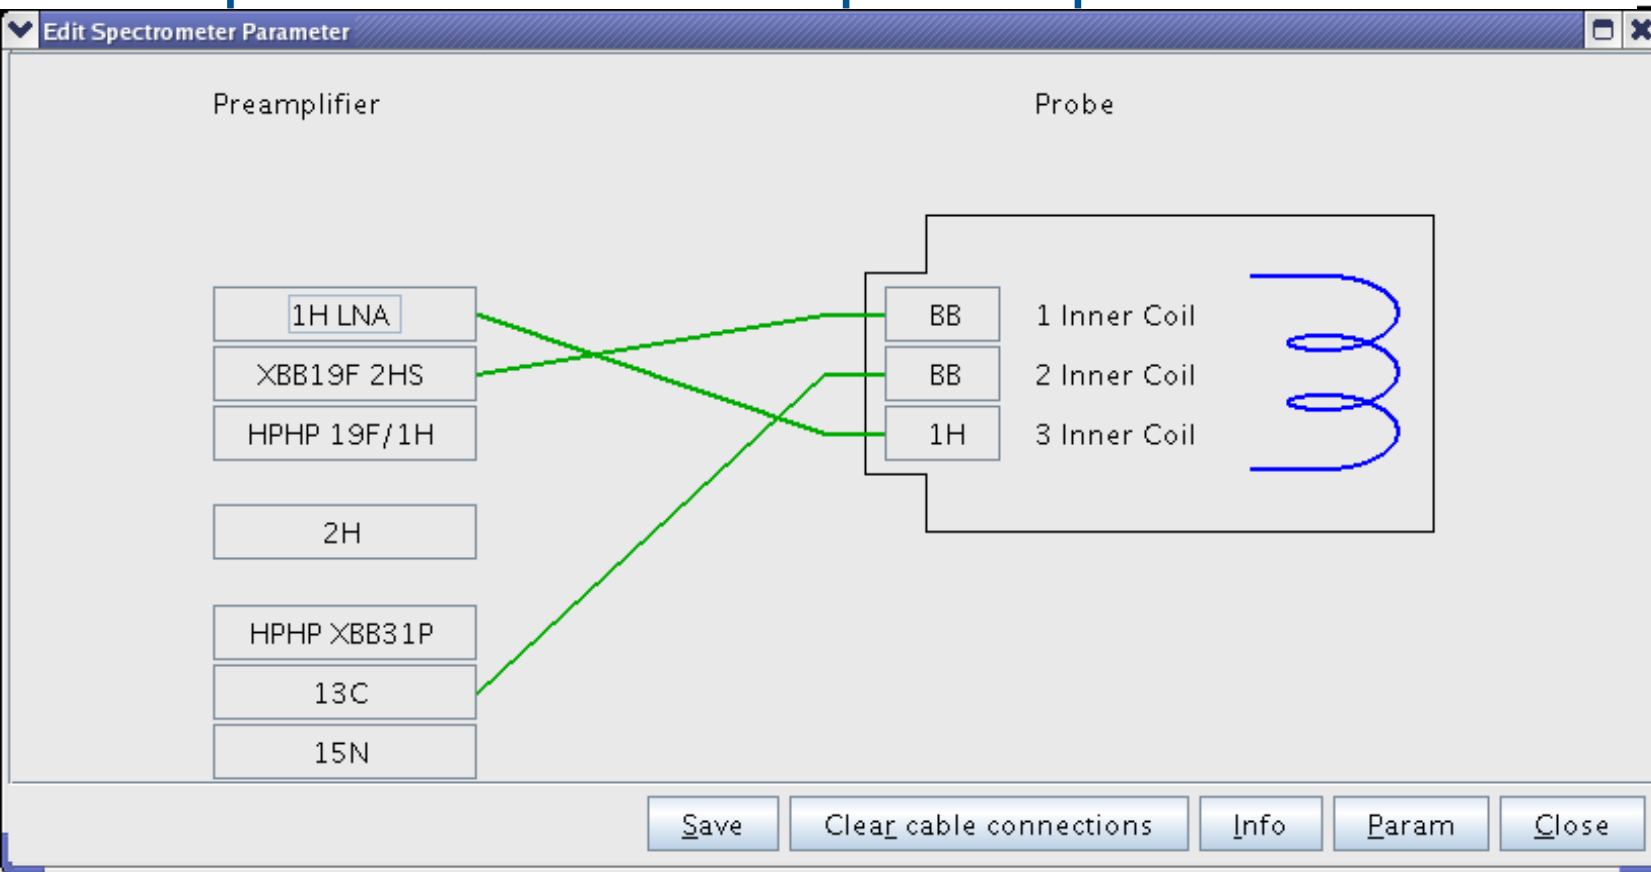 Edit Spectrometer Parameter
Preamplifier
Probe
1H LNA
XBB19F 2HS
HPHP 19F/1H
2H
HPHP XBB31P
13C
15N
BB 1 Inner Coil
BB 2 Inner Coil
1H 3 Inner Coil
Save Clear cable connections Info Param Close